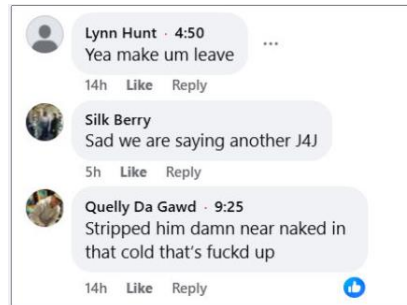 Lynn Hunt · 4:50
Yea make um leave
14h Like Reply
Silk Berry
Sad we are saying another J4J
5h Like Reply
Quelly Da Gawd · 9:25
Stripped him damn near naked in
that cold that's fuckd up
14h Like Reply